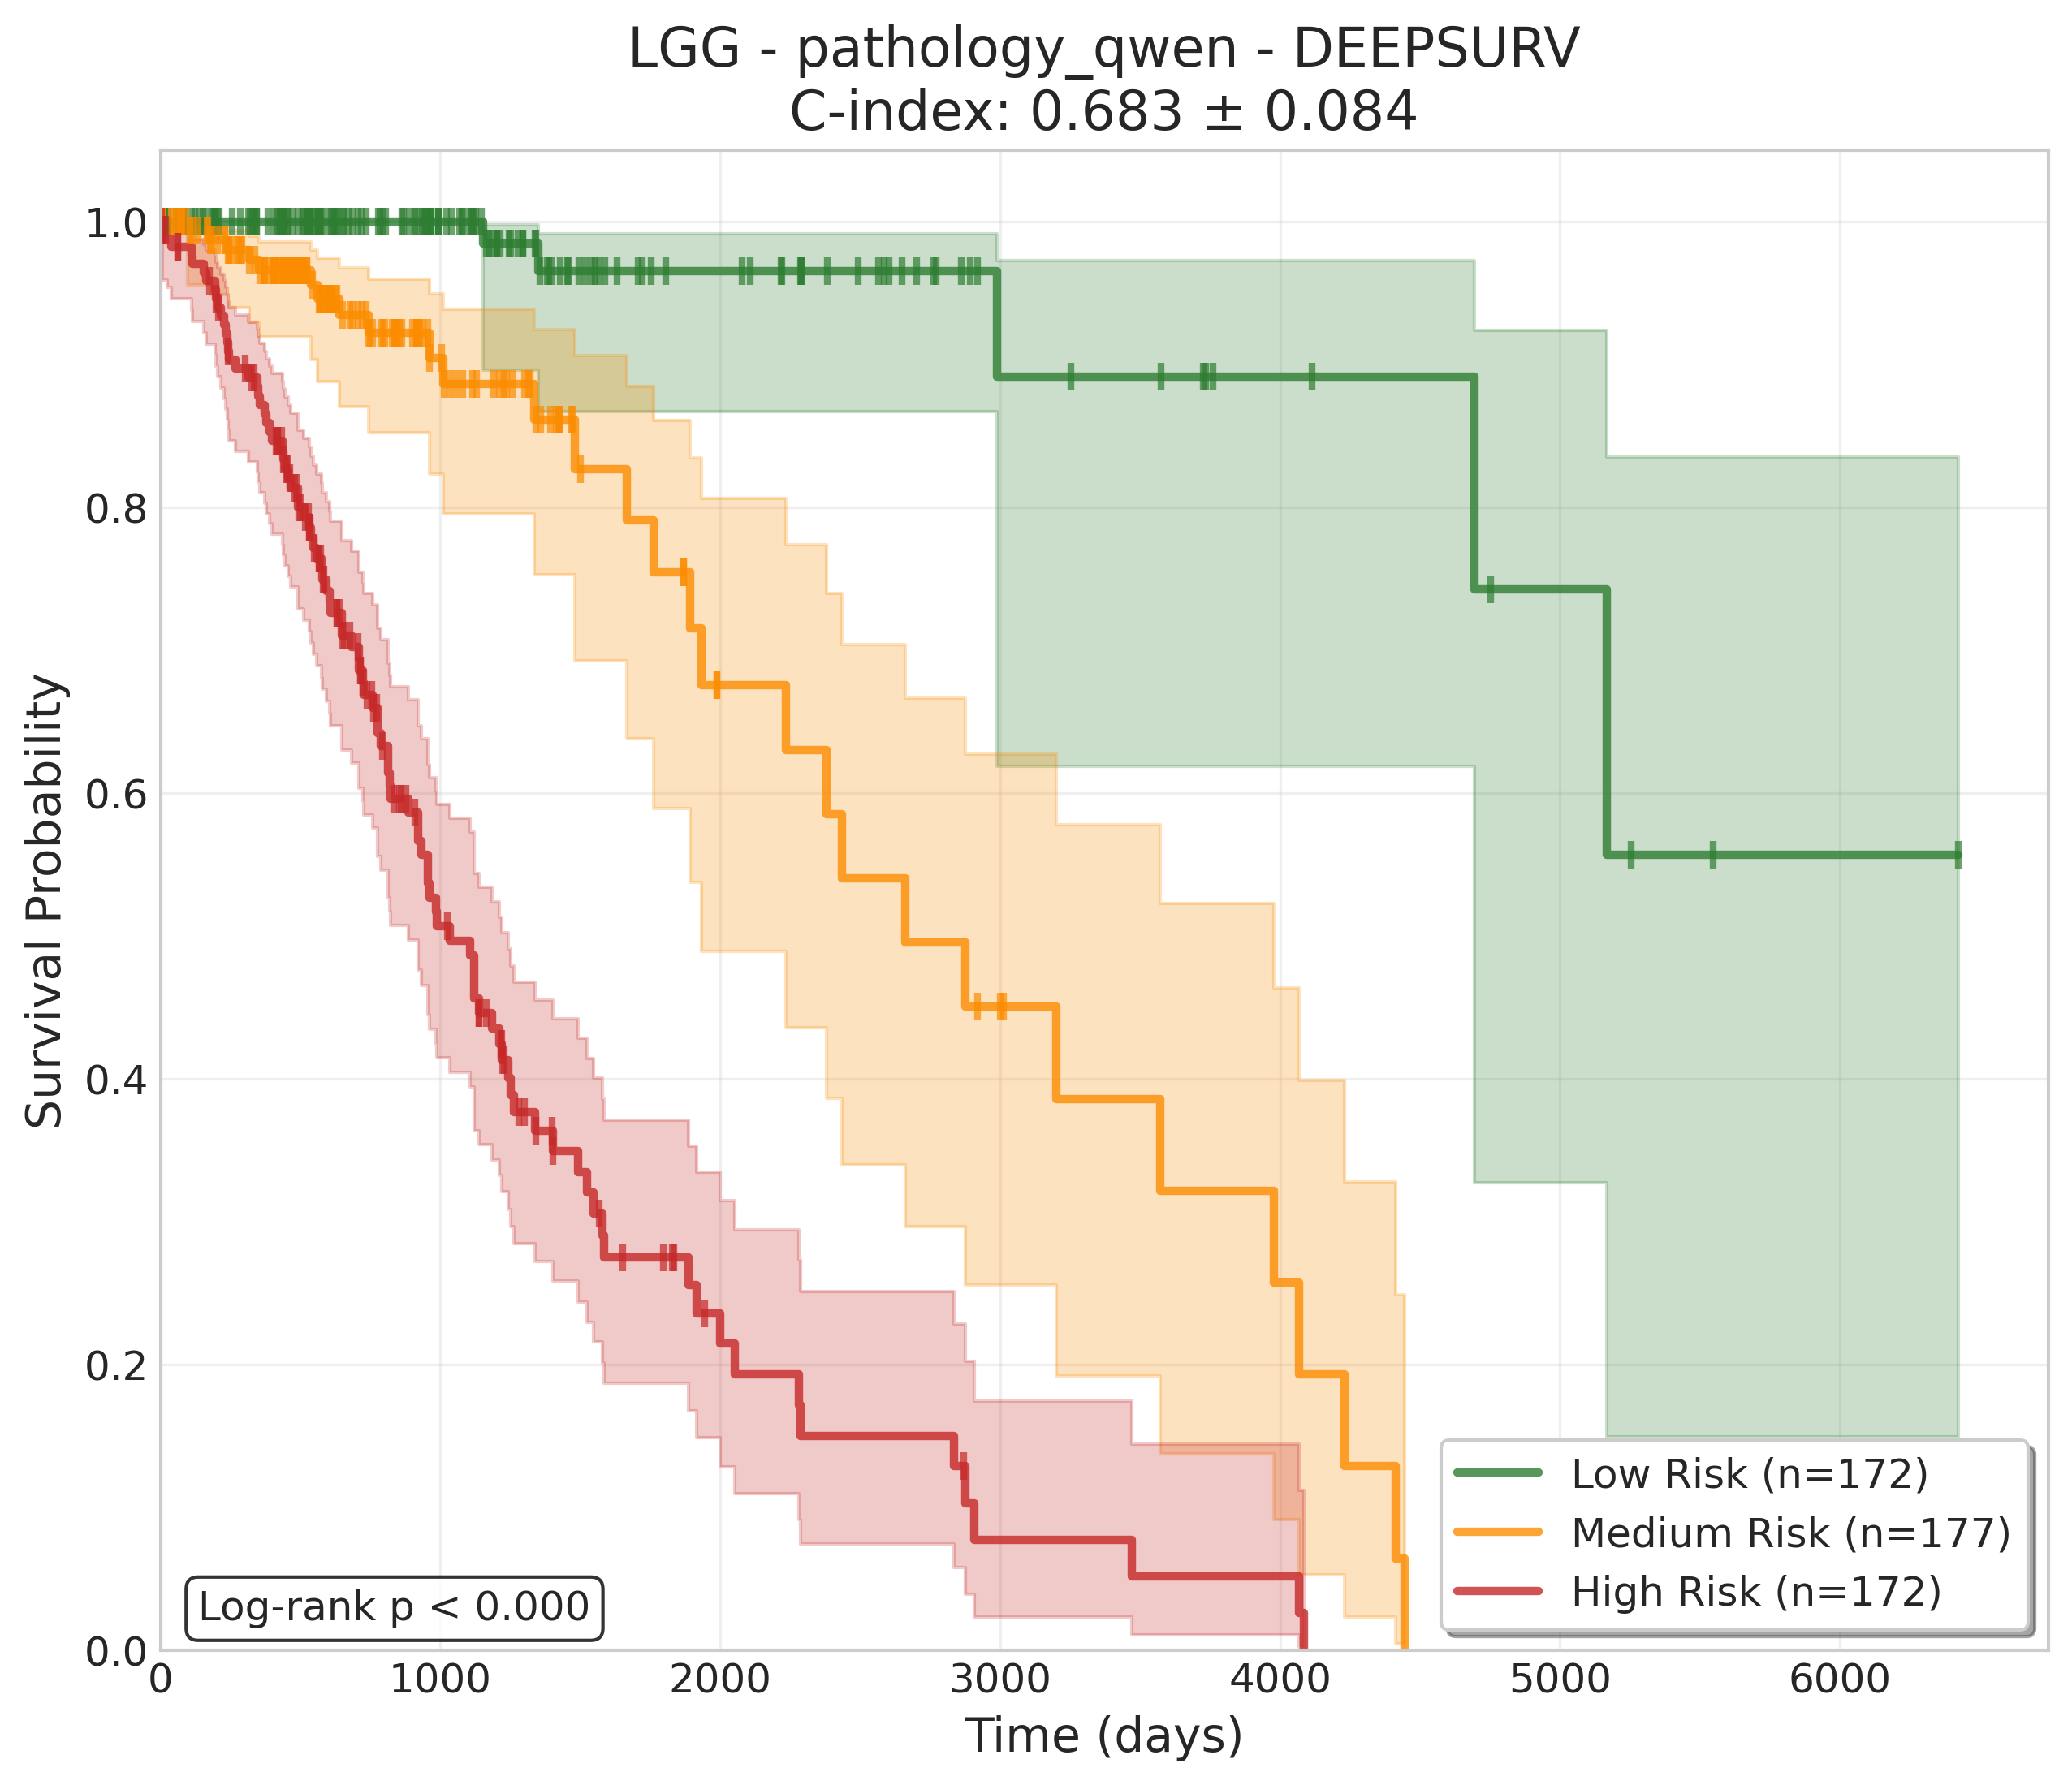 LGG - pathology_qwen - DEEPSURV
C-index: 0.683 ± 0.084
Survival Probability
1.0
0.8
0.6
0.4
0.2
0.0
Log-rank p < 0.000
Low Risk (n=172)
Medium Risk (n=177)
High Risk (n=172)
0 1000 2000 3000 4000 5000 6000
Time (days)